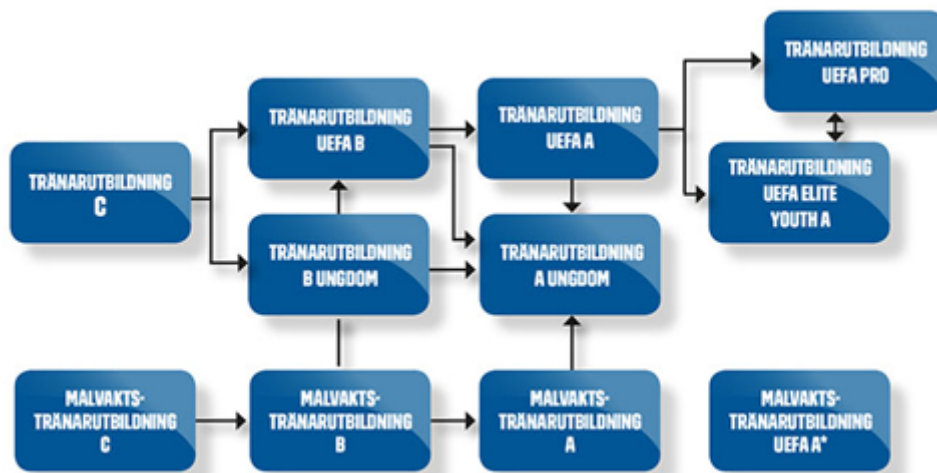 TRÄNARUTBILDNING
UEFA PRO
TRÄNARUTBILDNING
UEFA B
TRÄNARUTBILDNING
UEFA A
TRÄNARUTBILDNING
C
TRÄNARUTBILDNING
UEFA ELITE
YOUTH A
TRÄNARUTBILDNING
B UNGDOM
TRÄNARUTBILDNING
A UNGDOM
MÅLVAKTS-
TRÄNARUTBILDNING
C
MÅLVAKTS-
TRÄNARUTBILDNING
B
MÅLVAKTS-
TRÄNARUTBILDNING
A
MÅLVAKTS-
TRÄNARUTBILDNING
UEFA A*